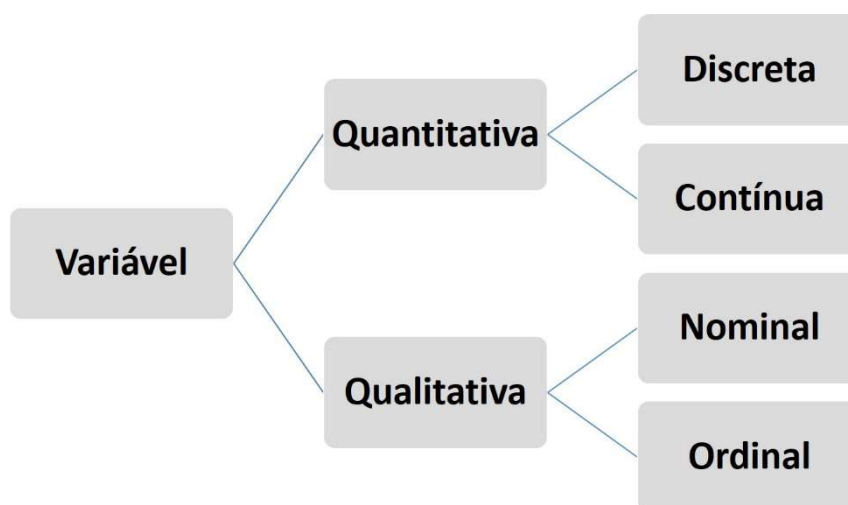 Variável
Quantitativa
Discreta
Contínua
Qualitativa
Nominal
Ordinal